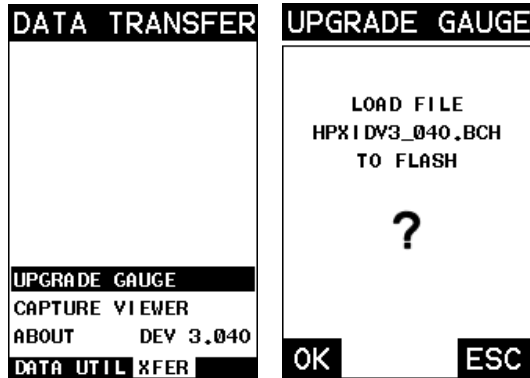 DATA TRANSFER
UPGRADE GAUGE
CAPTURE VIEWER
ABOUT DEV 3.040
DATA UTIL XFER
UPGRADE GAUGE
LOAD FILE
HPXIDV3_040.BCH
TO FLASH
?
OK ESC